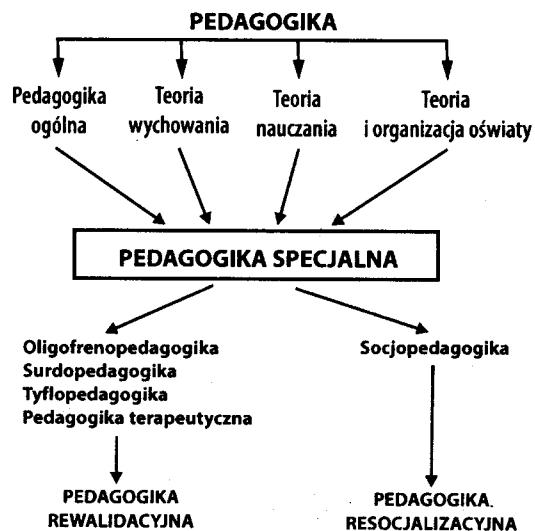 PEDAGOGIKA
Pedagogika
ogólna
Teoria
wychowania
Teoria
nauczania
Teoria
i organizacja oświaty
PEDAGOGIKA SPECJALNA
Oligofrenopedagogika
Surdopedagogika
Tyflopedagogika
Pedagogika terapeutyczna
Socjopedagogika
PEDAGOGIKA
REWALIDACYJNA
PEDAGOGIKA.
RESOCJALIZACYJNA